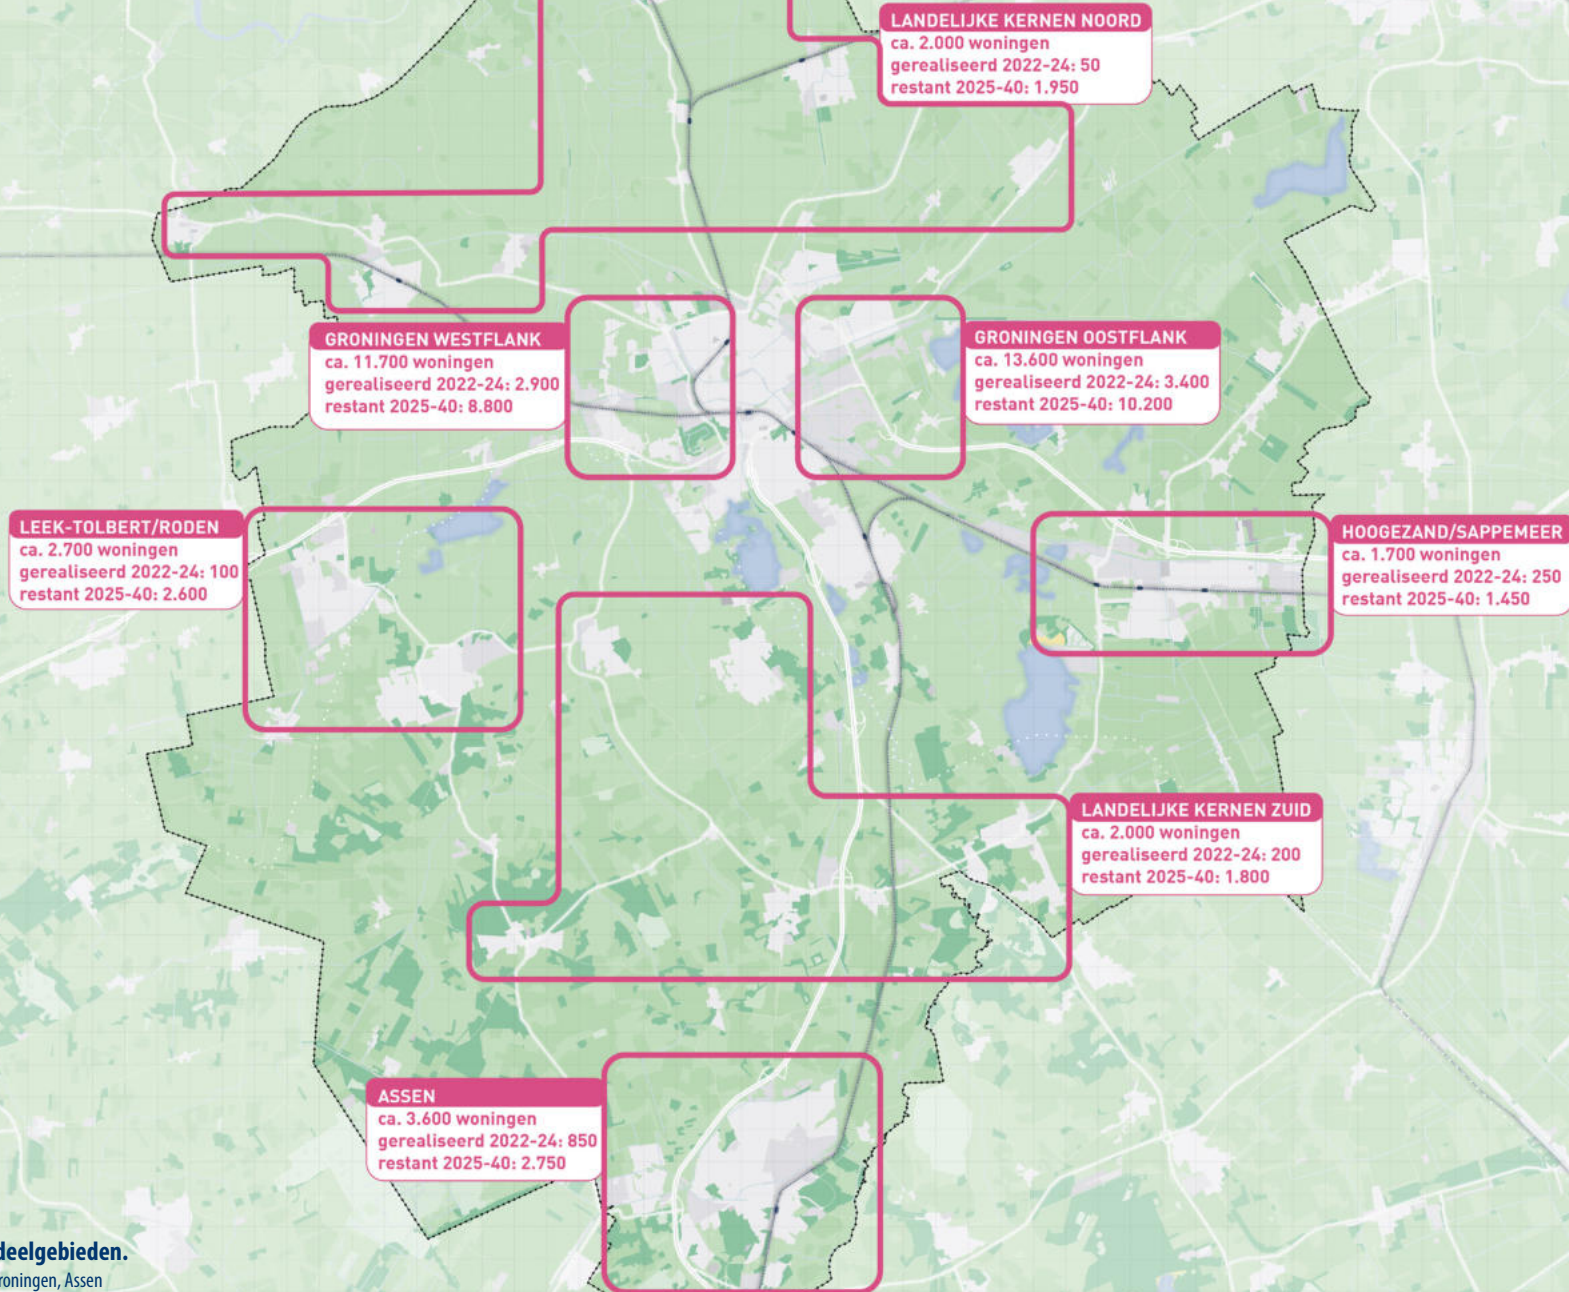 LANDELIJKE KERNEN NOORD
ca. 2.000 woningen
gerealiseerd 2022-24: 50
restant 2025-40: 1.950
GRONINGEN WESTFLANK
ca. 11.700 woningen
gerealiseerd 2022-24: 2.900
restant 2025-40: 8.800
GRONINGEN OOSTFLANK
ca. 13.600 woningen
gerealiseerd 2022-24: 3.400
restant 2025-40: 10.200
LEEK-TOLBERT/RODEN
ca. 2.700 woningen
gerealiseerd 2022-24: 100
restant 2025-40: 2.600
HOOGEZAND/SAPPEMEER
ca. 1.700 woningen
gerealiseerd 2022-24: 250
restant 2025-40: 1.450
LANDELIJKE KERNEN ZUID
ca. 2.000 woningen
gerealiseerd 2022-24: 200
restant 2025-40: 1.800
ASSEN
ca. 3.600 woningen
gerealiseerd 2022-24: 850
restant 2025-40: 2.750
deelgebieden.
roningen, Assen